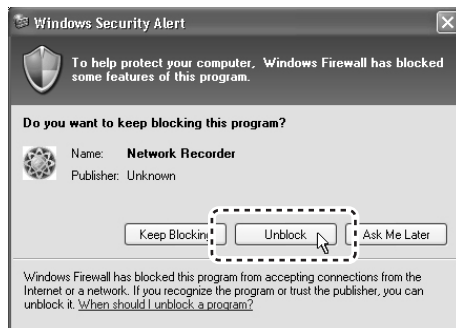 Windows Security Alert
To help protect your computer, Windows Firewall has blocked
some features of this program.
Do you want to keep blocking this program?
Name: Network Recorder
Publisher: Unknown
Keep Blocking Unblock Ask Me Later
Windows Firewall has blocked this program from accepting connections from the
Internet or a network. If you recognize the program or trust the publisher, you can
unblock it. When should I unblock a program?